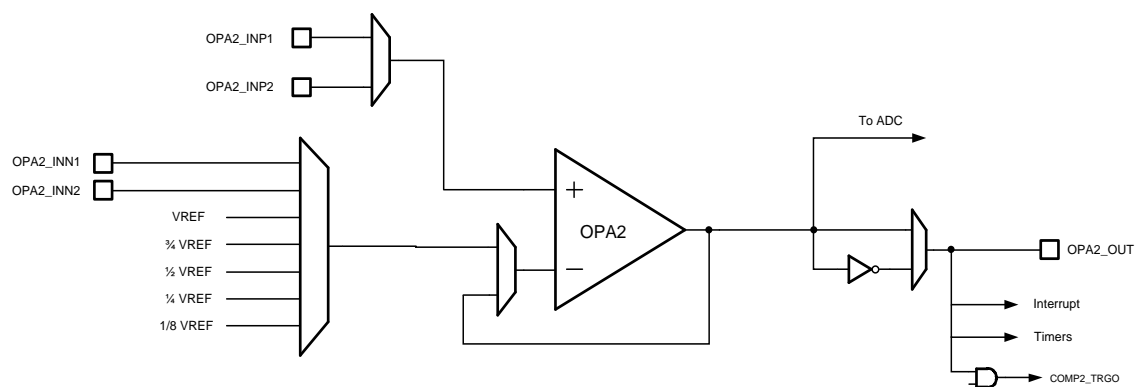 OPA2_INP1
OPA2_INP2
To ADC
OPA2_INN1
OPA2_INN2
VREF
¾ VREF
½ VREF
¼ VREF
1/8 VREF
+
OPA2
−
OPA2_OUT
Interrupt
Timers
COMP2_TRGO